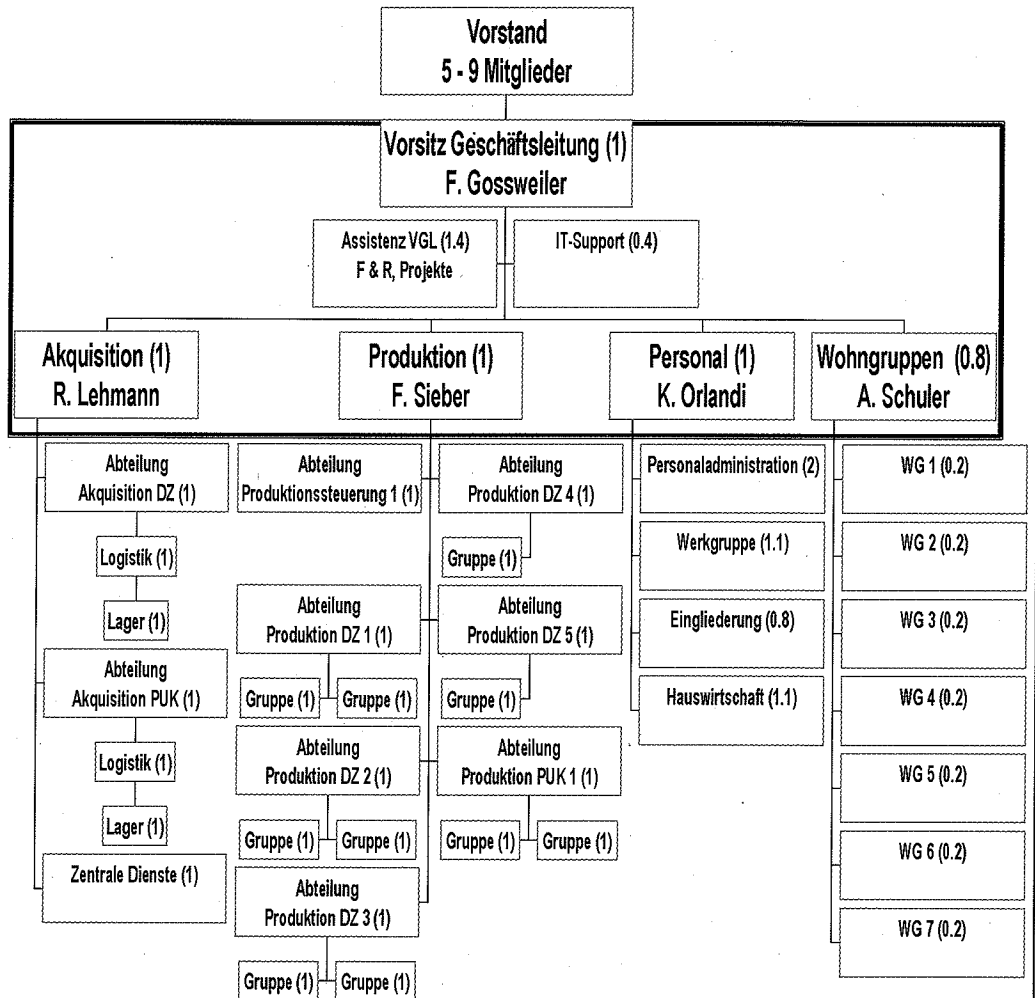 Vorstand
5 - 9 Mitglieder
Vorsitz Geschäftsleitung (1)
F. Gossweiler
Assistenz VGL (1.4)
F & R, Projekte
IT-Support (0.4)
Akquisition (1)
R. Lehmann
Produktion (1)
F. Sieber
Personal (1)
K. Orlandi
Wohngruppen (0.8)
A. Schuler
Abteilung
Akquisition DZ (1)
Logistik (1)
Lager (1)
Abteilung
Akquisition PUK (1)
Logistik (1)
Lager (1)
Zentrale Dienste (1)
Abteilung
Produktionssteuerung 1 (1)
Abteilung
Produktion DZ 1 (1)
Gruppe (1)
Gruppe (1)
Abteilung
Produktion DZ 2 (1)
Gruppe (1)
Gruppe (1)
Abteilung
Produktion DZ 3 (1)
Gruppe (1)
Gruppe (1)
Abteilung
Produktion DZ 4 (1)
Gruppe (1)
Abteilung
Produktion DZ 5 (1)
Gruppe (1)
Abteilung
Produktion PUK 1 (1)
Gruppe (1)
Gruppe (1)
Personaladministration (2)
Werkgruppe (1.1)
Eingliederung (0.8)
Hauswirtschaft (1.1)
WG 1 (0.2)
WG 2 (0.2)
WG 3 (0.2)
WG 4 (0.2)
WG 5 (0.2)
WG 6 (0.2)
WG 7 (0.2)